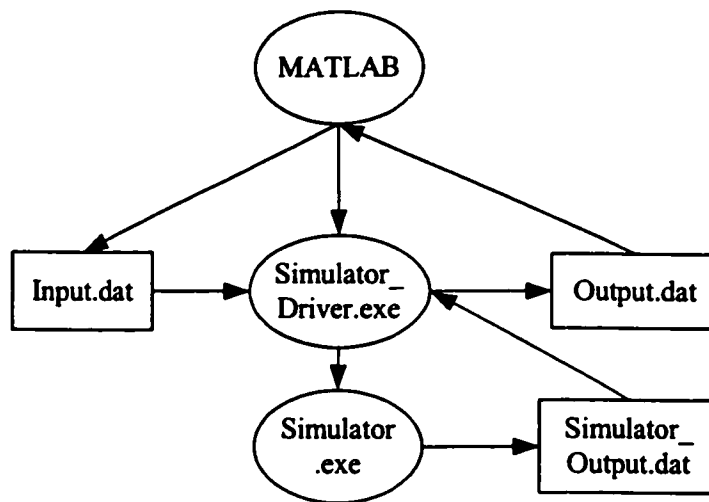 MATLAB
Input.dat
Simulator_
Driver.exe
Output.dat
Simulator
.exe
Simulator_
Output.dat